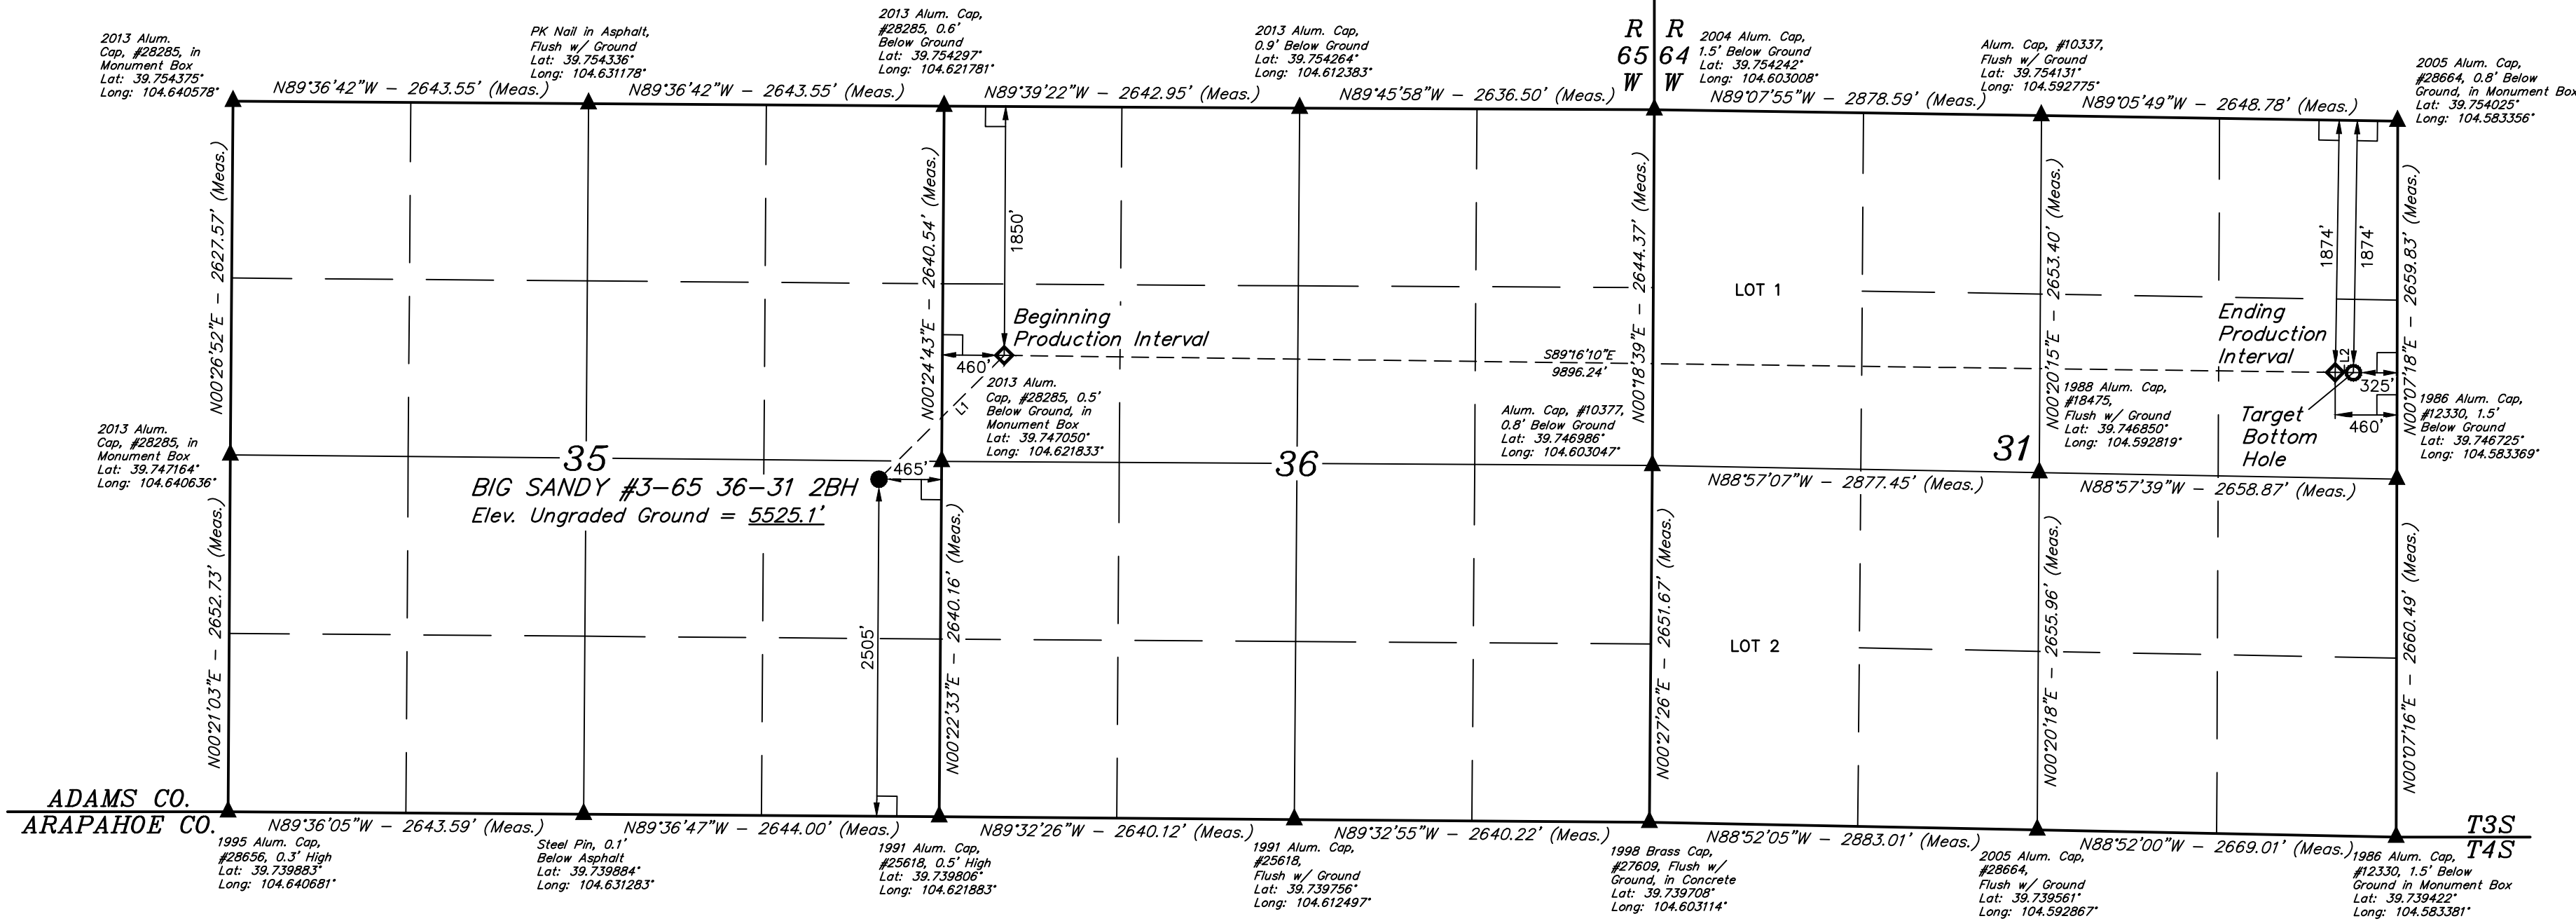 2013 Alum.
Cap, #28285, in
Monument Box
Lat: 39.754375°
Long: 104.640578°
PK Nail in Asphalt,
Flush w/ Ground
Lat: 39.754336°
Long: 104.631178°
2013 Alum. Cap,
#28285, 0.6'
Below Ground
Lat: 39.754297°
Long: 104.621781°
2013 Alum. Cap,
0.9' Below Ground
Lat: 39.754264°
Long: 104.612383°
R R
65 64
W W
2004 Alum. Cap,
1.5' Below Ground
Lat: 39.754242°
Long: 104.603008°
Alum. Cap, #10337,
Flush w/ Ground
Lat: 39.754131°
Long: 104.592775°
2005 Alum. Cap,
#28664, 0.8' Below
Ground, in Monument Box
Lat: 39.754025°
Long: 104.583356°
N89°36'42"W - 2643.55' (Meas.)
N89°36'42"W - 2643.55' (Meas.)
N89°39'22"W - 2642.95' (Meas.)
N89°45'58"W - 2636.50' (Meas.)
N89°07'55"W - 2878.59' (Meas.)
N89°05'49"W - 2648.78' (Meas.)
N00°26'52"E - 2627.57' (Meas.)
N00°24'43"E - 2640.54' (Meas.)
1850'
N00°18'39"E - 2644.37' (Meas.)
N00°20'15"E - 2653.40' (Meas.)
1874'
1874'
N00°07'18"E - 2659.83' (Meas.)
LOT 1
Beginning
Production Interval
460'
S89°16'10"E
9896.24'
Ending
Production
Interval
L2
325'
460'
Target
Bottom
Hole
L1
2013 Alum.
Cap, #28285, 0.5'
Below Ground, in
Monument Box
Lat: 39.747050°
Long: 104.621833°
Alum. Cap, #10377,
0.8' Below Ground
Lat: 39.746986°
Long: 104.603047°
1988 Alum. Cap,
#18475,
Flush w/ Ground
Lat: 39.746850°
Long: 104.592819°
1986 Alum. Cap,
#12330, 1.5'
Below Ground
Lat: 39.746725°
Long: 104.583369°
2013 Alum.
Cap, #28285, in
Monument Box
Lat: 39.747164°
Long: 104.640636°
35
36
31
465'
BIG SANDY #3-65 36-31 2BH
Elev. Ungraded Ground = 5525.1'
N88°57'07"W - 2877.45' (Meas.)
N88°57'39"W - 2658.87' (Meas.)
N00°21'03"E - 2652.73' (Meas.)
2505'
N00°22'33"E - 2640.16' (Meas.)
N00°27'26"E - 2651.67' (Meas.)
LOT 2
N00°20'18"E - 2655.96' (Meas.)
N00°07'16"E - 2660.49' (Meas.)
ADAMS CO.
ARAPAHOE CO.
N89°36'05"W - 2643.59' (Meas.)
N89°36'47"W - 2644.00' (Meas.)
N89°32'26"W - 2640.12' (Meas.)
N89°32'55"W - 2640.22' (Meas.)
N88°52'05"W - 2883.01' (Meas.)
N88°52'00"W - 2669.01' (Meas.)
T3S
T4S
1995 Alum. Cap,
#28656, 0.3' High
Lat: 39.739883°
Long: 104.640681°
Steel Pin, 0.1'
Below Asphalt
Lat: 39.739884°
Long: 104.631283°
1991 Alum. Cap,
#25618, 0.5' High
Lat: 39.739806°
Long: 104.621883°
1991 Alum. Cap,
#25618,
Flush w/ Ground
Lat: 39.739756°
Long: 104.612497°
1998 Brass Cap,
#27609, Flush w/
Ground, in Concrete
Lat: 39.739708°
Long: 104.603114°
2005 Alum. Cap,
#28664,
Flush w/ Ground
Lat: 39.739561°
Long: 104.592867°
1986 Alum. Cap,
#12330, 1.5' Below
Ground in Monument Box
Lat: 39.739422°
Long: 104.583381°